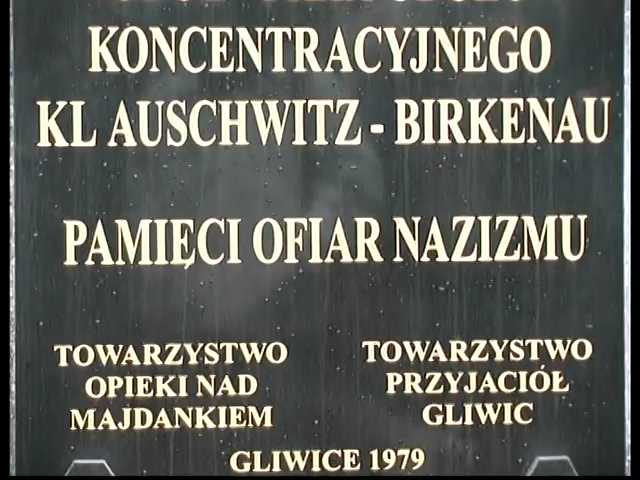 KONCENTRACYJNEGO
KL AUSCHWITZ - BIRKENAU
PAMIĘCI OFIAR NAZIZMU
TOWARZYSTWO
OPIEKI NAD
MAJDANKIEM
TOWARZYSTWO
PRZYJACIÓŁ
GLIWIC
GLIWICE 1979